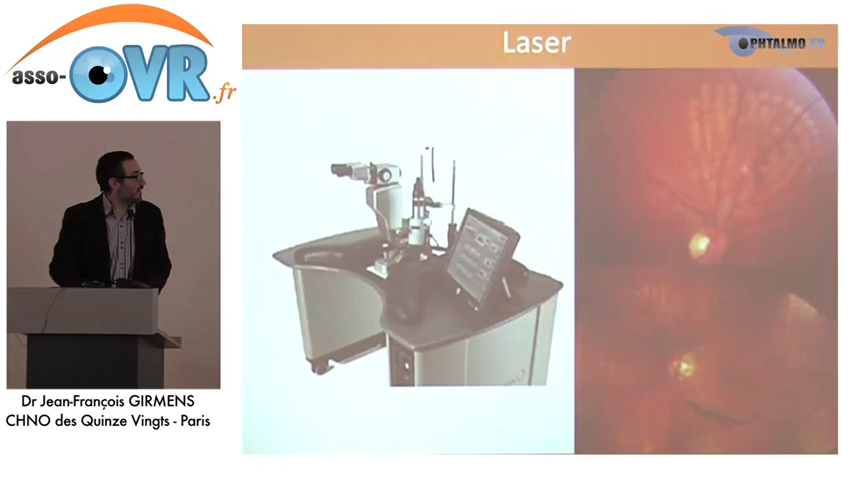 asso-OVR.fr
Laser
OPHTALMO TV
Dr Jean-François GIRMENS
CHNO des Quinze Vingts - Paris